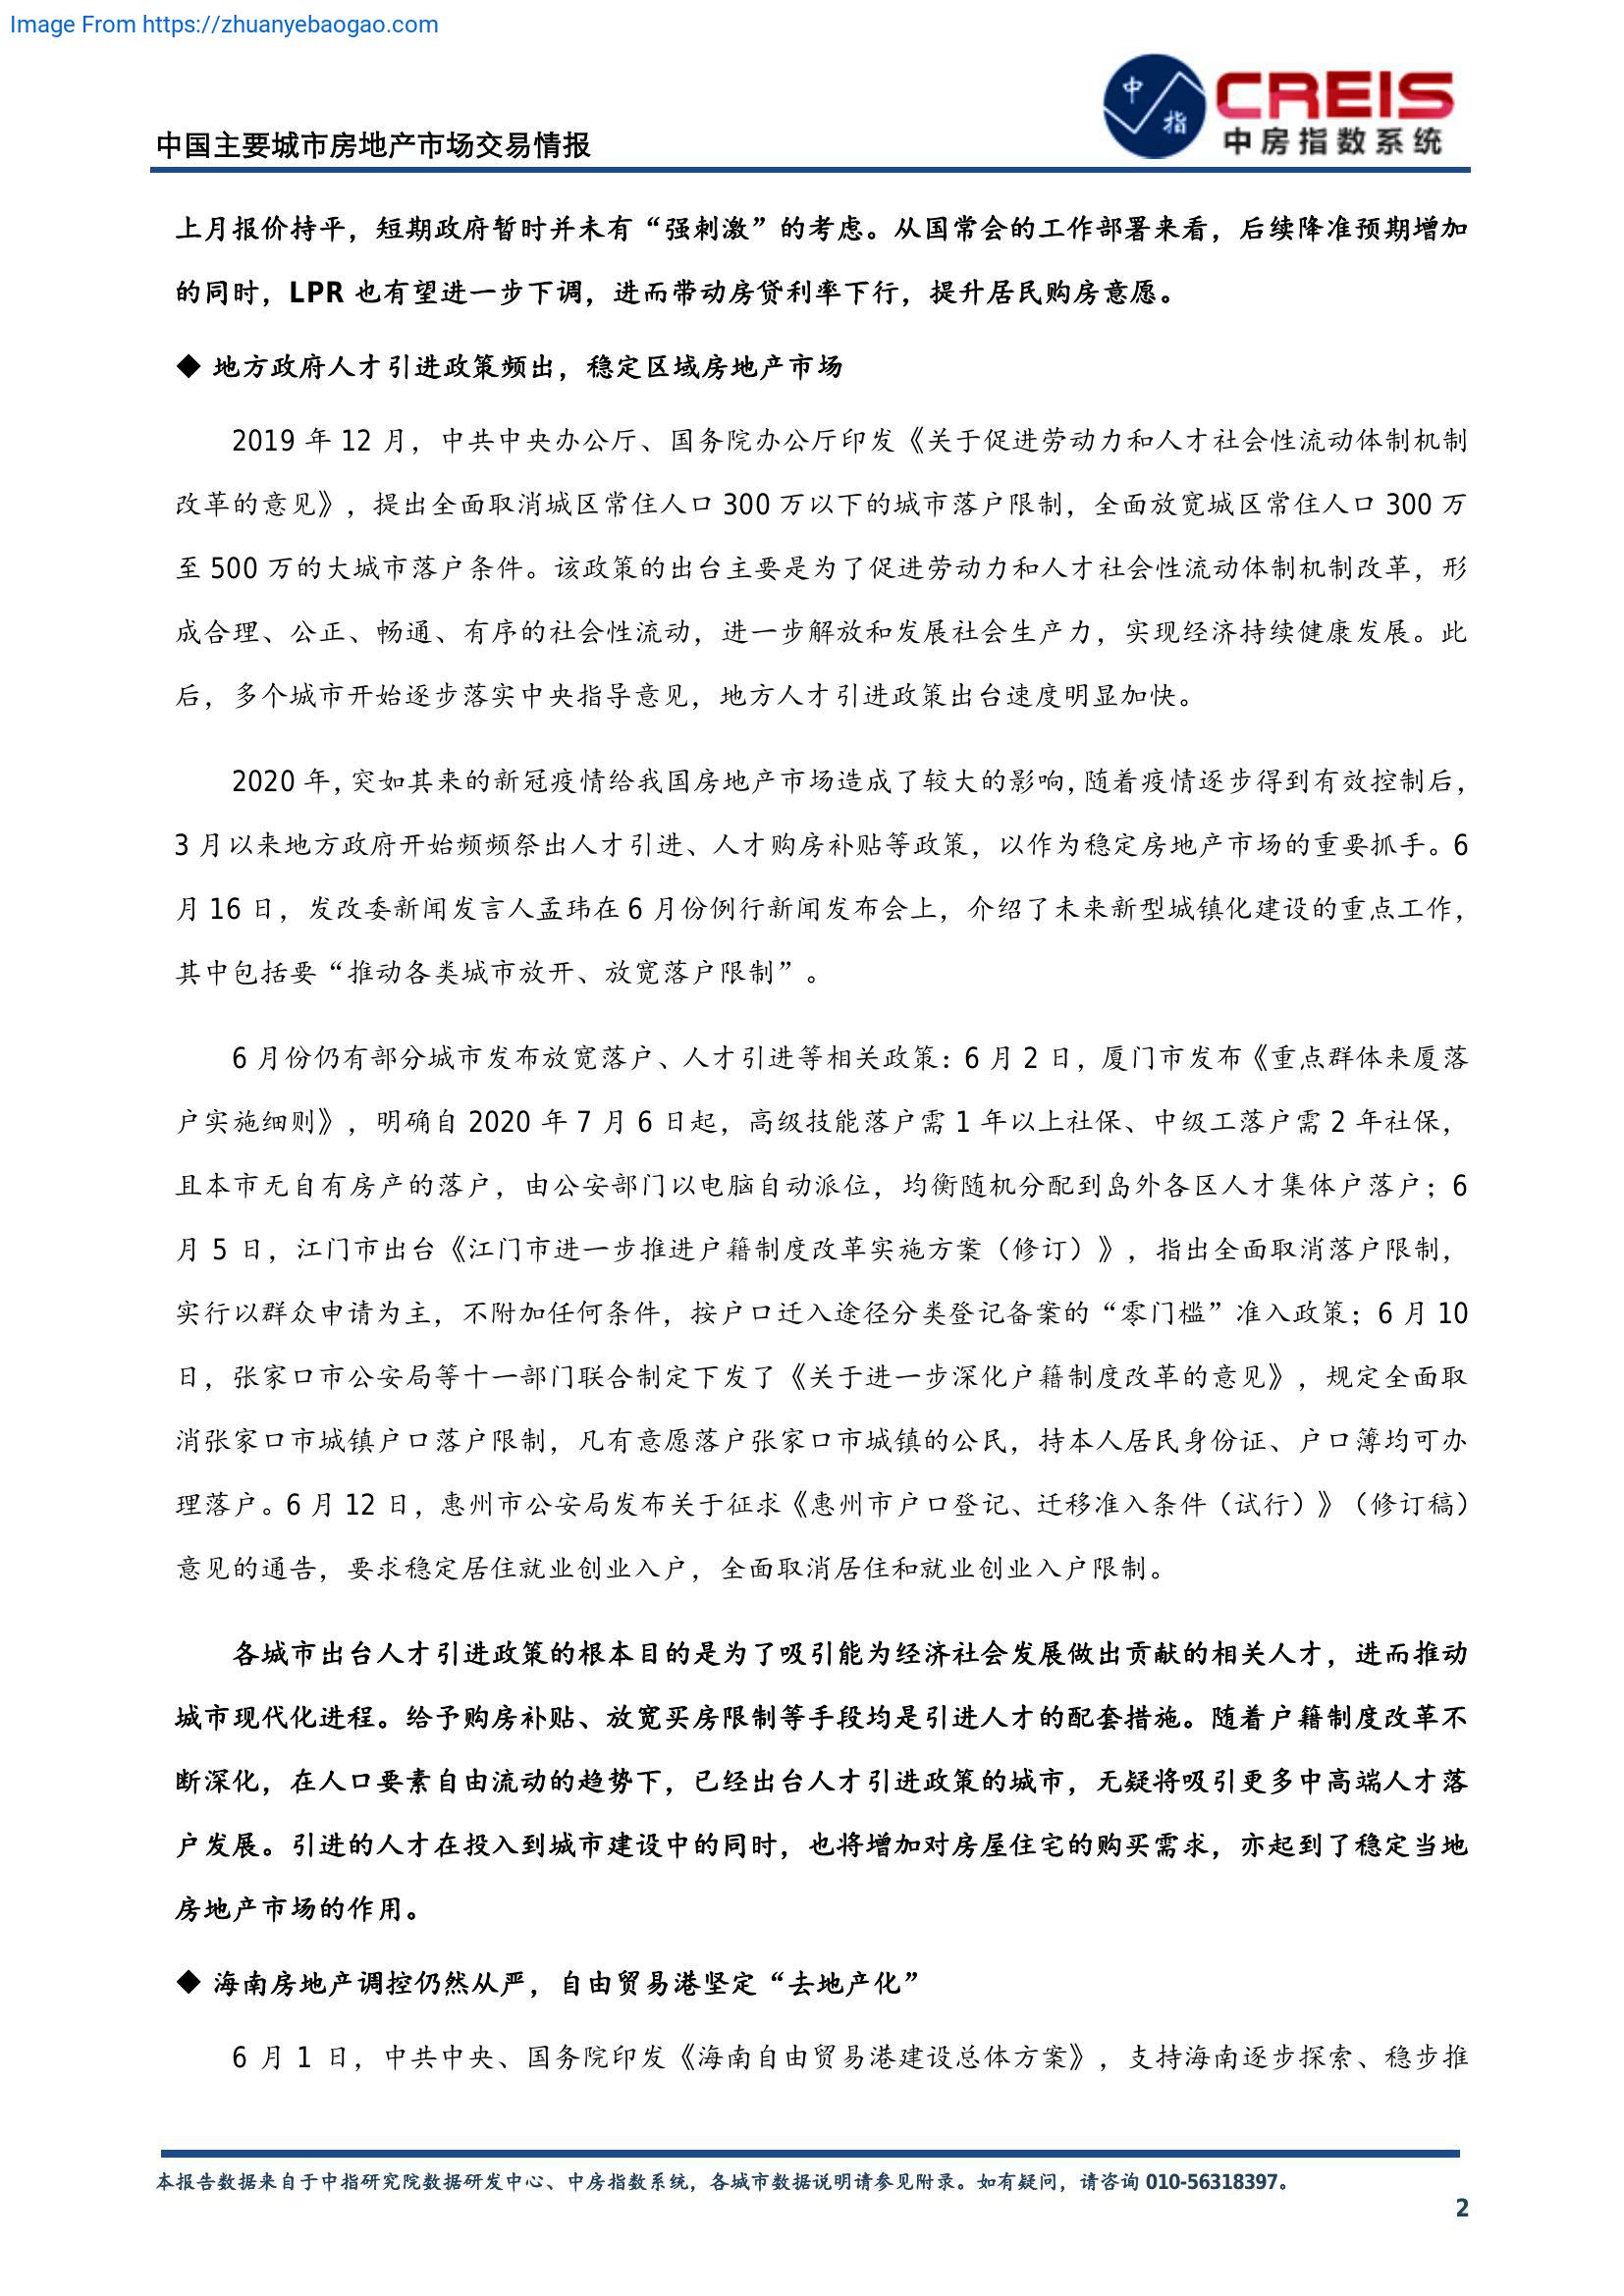 Image From https://zhuanyebaogao.com
中指
CREIS
中房指数系统
中国主要城市房地产市场交易情报
上月报价持平，短期政府暂时并未有“强刺激”的考虑。从国常会的工作部署来看，后续降准预期增加
的同时，LPR 也有望进一步下调，进而带动房贷利率下行，提升居民购房意愿。
◆ 地方政府人才引进政策频出，稳定区域房地产市场
2019 年 12 月，中共中央办公厅、国务院办公厅印发《关于促进劳动力和人才社会性流动体制机制
改革的意见》，提出全面取消城区常住人口 300 万以下的城市落户限制，全面放宽城区常住人口 300 万
至 500 万的大城市落户条件。该政策的出台主要是为了促进劳动力和人才社会性流动体制机制改革，形
成合理、公正、畅通、有序的社会性流动，进一步解放和发展社会生产力，实现经济持续健康发展。此
后，多个城市开始逐步落实中央指导意见，地方人才引进政策出台速度明显加快。
2020 年，突如其来的新冠疫情给我国房地产市场造成了较大的影响，随着疫情逐步得到有效控制后，
3 月以来地方政府开始频频祭出人才引进、人才购房补贴等政策，以作为稳定房地产市场的重要抓手。6
月 16 日，发改委新闻发言人孟玮在 6 月份例行新闻发布会上，介绍了未来新型城镇化建设的重点工作，
其中包括要“推动各类城市放开、放宽落户限制”。
6 月份仍有部分城市发布放宽落户、人才引进等相关政策：6 月 2 日，厦门市发布《重点群体来厦落
户实施细则》，明确自 2020 年 7 月 6 日起，高级技能落户需 1 年以上社保、中级工落户需 2 年社保，
且本市无自有房产的落户，由公安部门以电脑自动派位，均衡随机分配到岛外各区人才集体户落户；6
月 5 日，江门市出台《江门市进一步推进户籍制度改革实施方案（修订）》，指出全面取消落户限制，
实行以群众申请为主，不附加任何条件，按户口迁入途径分类登记备案的“零门槛”准入政策；6 月 10
日，张家口市公安局等十一部门联合制定下发了《关于进一步深化户籍制度改革的意见》，规定全面取
消张家口市城镇户口落户限制，凡有意愿落户张家口市城镇的公民，持本人居民身份证、户口簿均可办
理落户。6 月 12 日，惠州市公安局发布关于征求《惠州市户口登记、迁移准入条件（试行）》（修订稿）
意见的通告，要求稳定居住就业创业入户，全面取消居住和就业创业入户限制。
各城市出台人才引进政策的根本目的是为了吸引能为经济社会发展做出贡献的相关人才，进而推动
城市现代化进程。给予购房补贴、放宽买房限制等手段均是引进人才的配套措施。随着户籍制度改革不
断深化，在人口要素自由流动的趋势下，已经出台人才引进政策的城市，无疑将吸引更多中高端人才落
户发展。引进的人才在投入到城市建设中的同时，也将增加对房屋住宅的购买需求，亦起到了稳定当地
房地产市场的作用。
◆ 海南房地产调控仍然从严，自由贸易港坚定“去地产化”
6 月 1 日，中共中央、国务院印发《海南自由贸易港建设总体方案》，支持海南逐步探索、稳步推
本报告数据来自于中指研究院数据研发中心、中房指数系统，各城市数据说明请参见附录。如有疑问，请咨询 010-56318397。
2